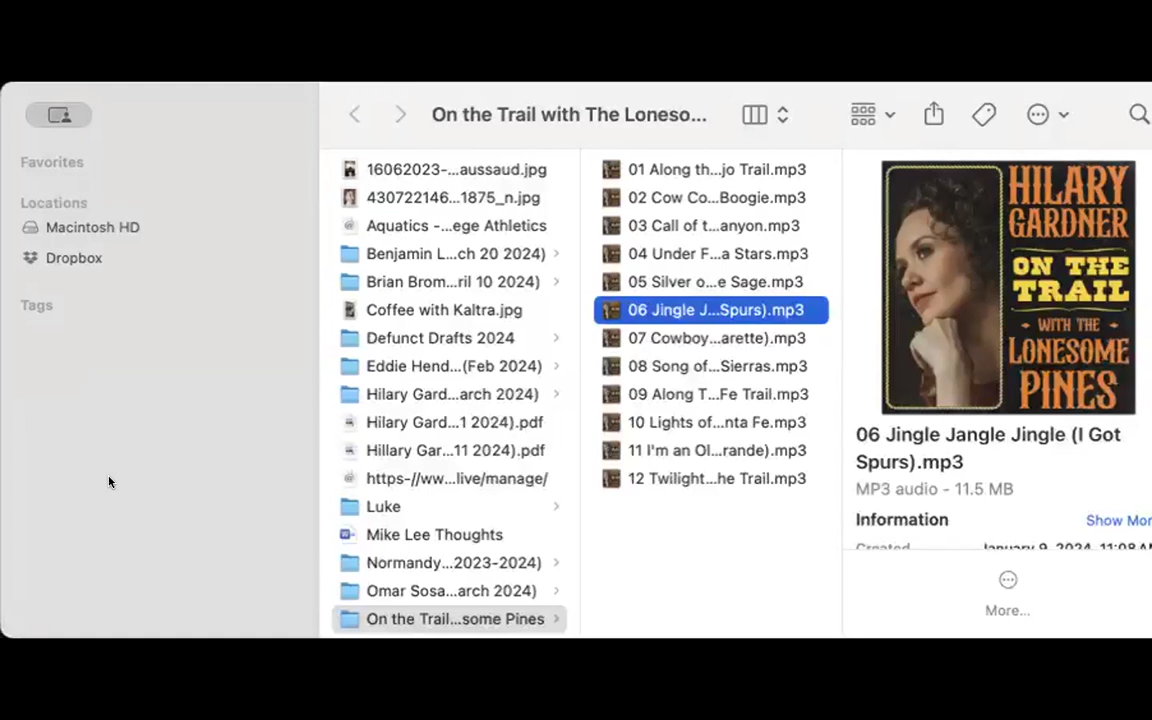 On the Trail with The Loneso...
Favorites
Locations
Macintosh HD
Dropbox
Tags
16062023-...aussaud.jpg
430722146...1875_n.jpg
Aquatics -...ege Athletics
Benjamin L...ch 20 2024)
Brian Brom...ril 10 2024)
Coffee with Kaltra.jpg
Defunct Drafts 2024
Eddie Hend...(Feb 2024)
Hilary Gard...arch 2024)
Hilary Gard...1 2024).pdf
Hillary Gar...11 2024).pdf
https-//ww...live/manage/
Luke
Mike Lee Thoughts
Normandy...2023-2024)
Omar Sosa...arch 2024)
On the Trail...some Pines
01 Along th...jo Trail.mp3
02 Cow Co...Boogie.mp3
03 Call of t...anyon.mp3
04 Under F...a Stars.mp3
05 Silver o...e Sage.mp3
06 Jingle J...Spurs).mp3
07 Cowboy...arette).mp3
08 Song of...Sierras.mp3
09 Along T...Fe Trail.mp3
10 Lights of...nta Fe.mp3
11 I'm an Ol...rande).mp3
12 Twilight...he Trail.mp3
HILARY
GARDNER
ON THE
TRAIL
WITH THE
LONESOME
PINES
06 Jingle Jangle Jingle (I Got
Spurs).mp3
MP3 audio - 11.5 MB
Information
Show Mor
Created
January 9, 2024, 11:08 AM
More...